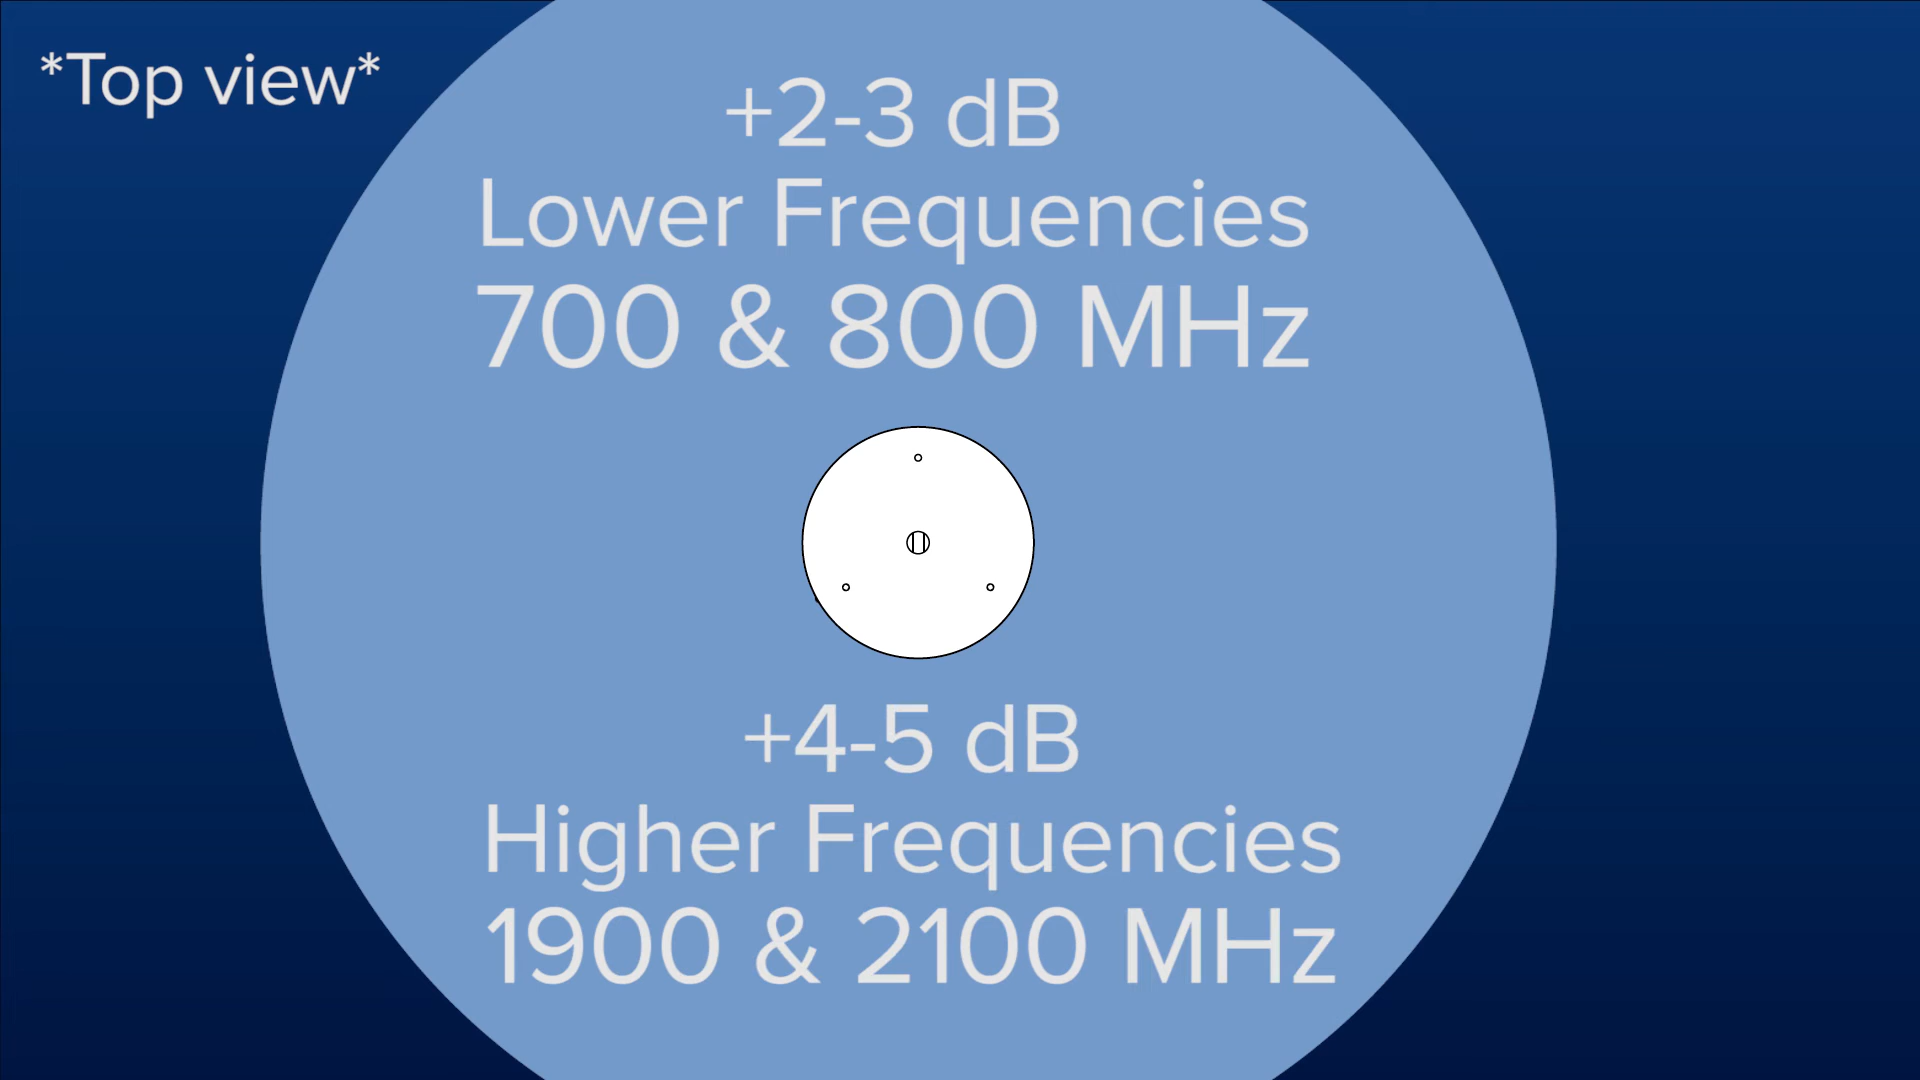 *Top view*
+2-3 dB
Lower Frequencies
700 & 800 MHz
+4-5 dB
Higher Frequencies
1900 & 2100 MHz